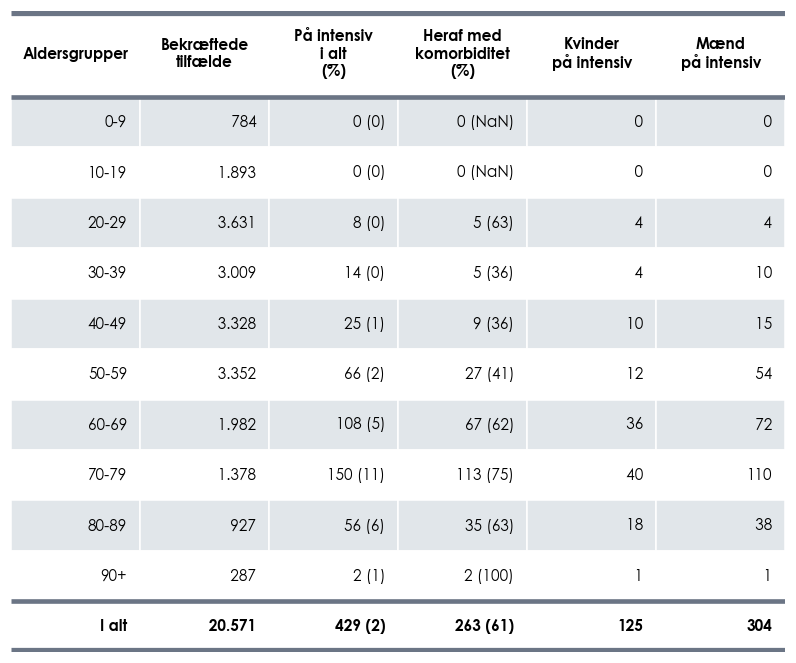 Aldersgrupper Bekræftede tilfælde På intensiv i alt (%) Heraf med komorbiditet (%) Kvinder på intensiv Mænd på intensiv
0-9 784 0 (0) 0 (NaN) 0 0
10-19 1.893 0 (0) 0 (NaN) 0 0
20-29 3.631 8 (0) 5 (63) 4 4
30-39 3.009 14 (0) 5 (36) 4 10
40-49 3.328 25 (1) 9 (36) 10 15
50-59 3.352 66 (2) 27 (41) 12 54
60-69 1.982 108 (5) 67 (62) 36 72
70-79 1.378 150 (11) 113 (75) 40 110
80-89 927 56 (6) 35 (63) 18 38
90+ 287 2 (1) 2 (100) 1 1
I alt 20.571 429 (2) 263 (61) 125 304